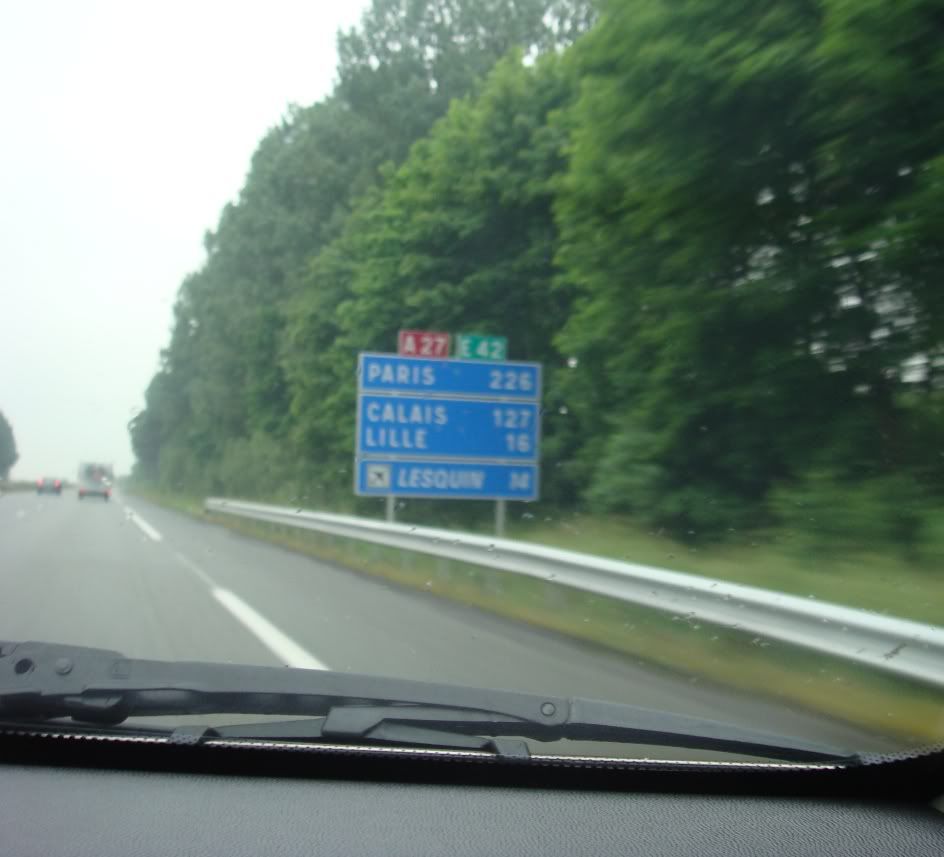 A 27 E 42
PARIS 226
CALAIS 127
LILLE 16
LESQUIN 14